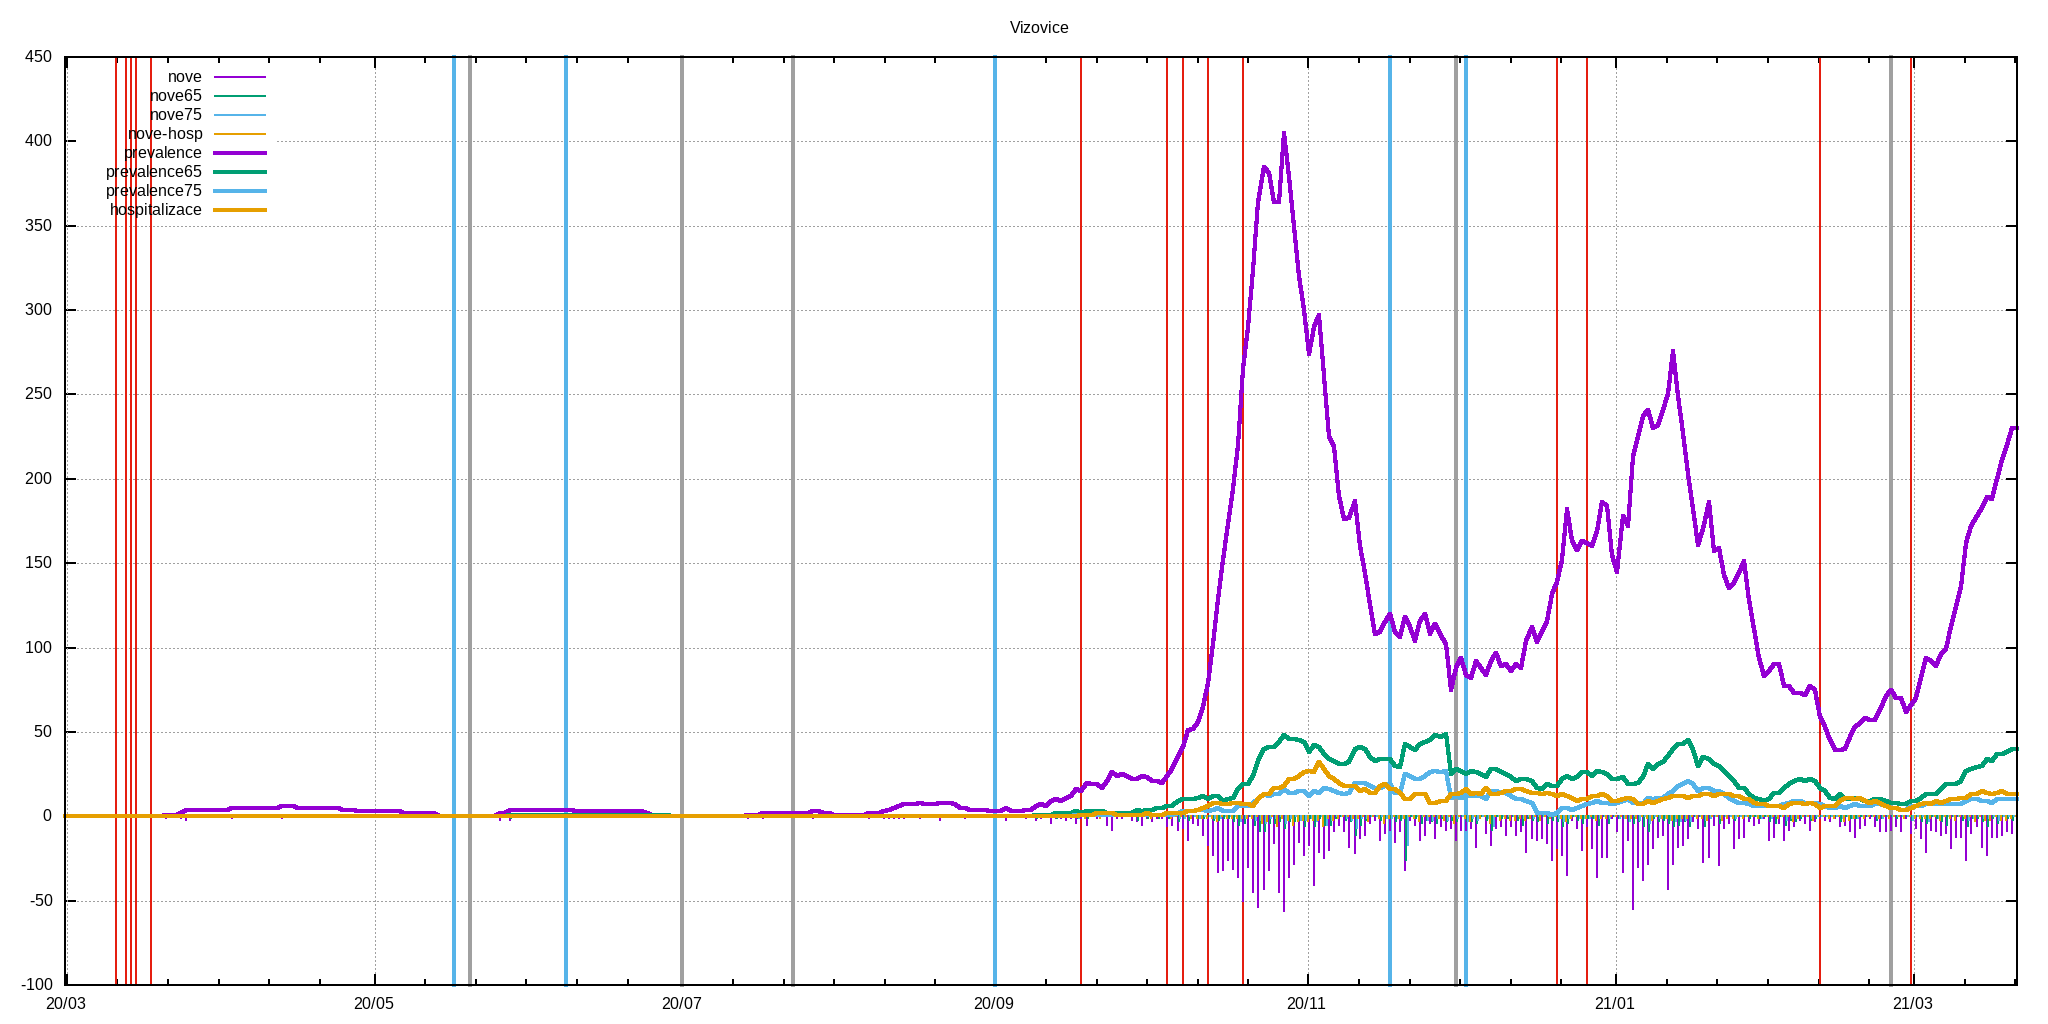 Vizovice
450
400
350
300
250
200
150
100
50
0
-50
-100
nove
nove65
nove75
nove-hosp
prevalence
prevalence65
prevalence75
hospitalizace
20/03 20/05 20/07 20/09 20/11 21/01 21/03